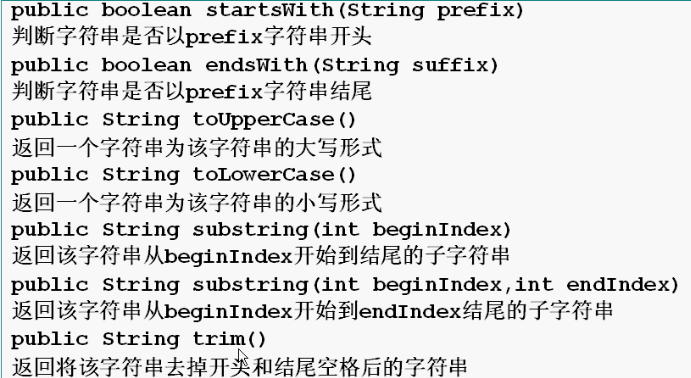 public boolean startsWith(String prefix)
判断字符串是否以prefix字符串开头
public boolean endsWith(String suffix)
判断字符串是否以prefix字符串结尾
public String toUpperCase()
返回一个字符串为该字符串的大写形式
public String toLowerCase()
返回一个字符串为该字符串的小写形式
public String substring(int beginIndex)
返回该字符串从beginIndex开始到结尾的子字符串
public String substring(int beginIndex,int endIndex)
返回该字符串从beginIndex开始到endIndex结尾的子字符串
public String trim()
返回将该字符串去掉开头和结尾空格后的字符串